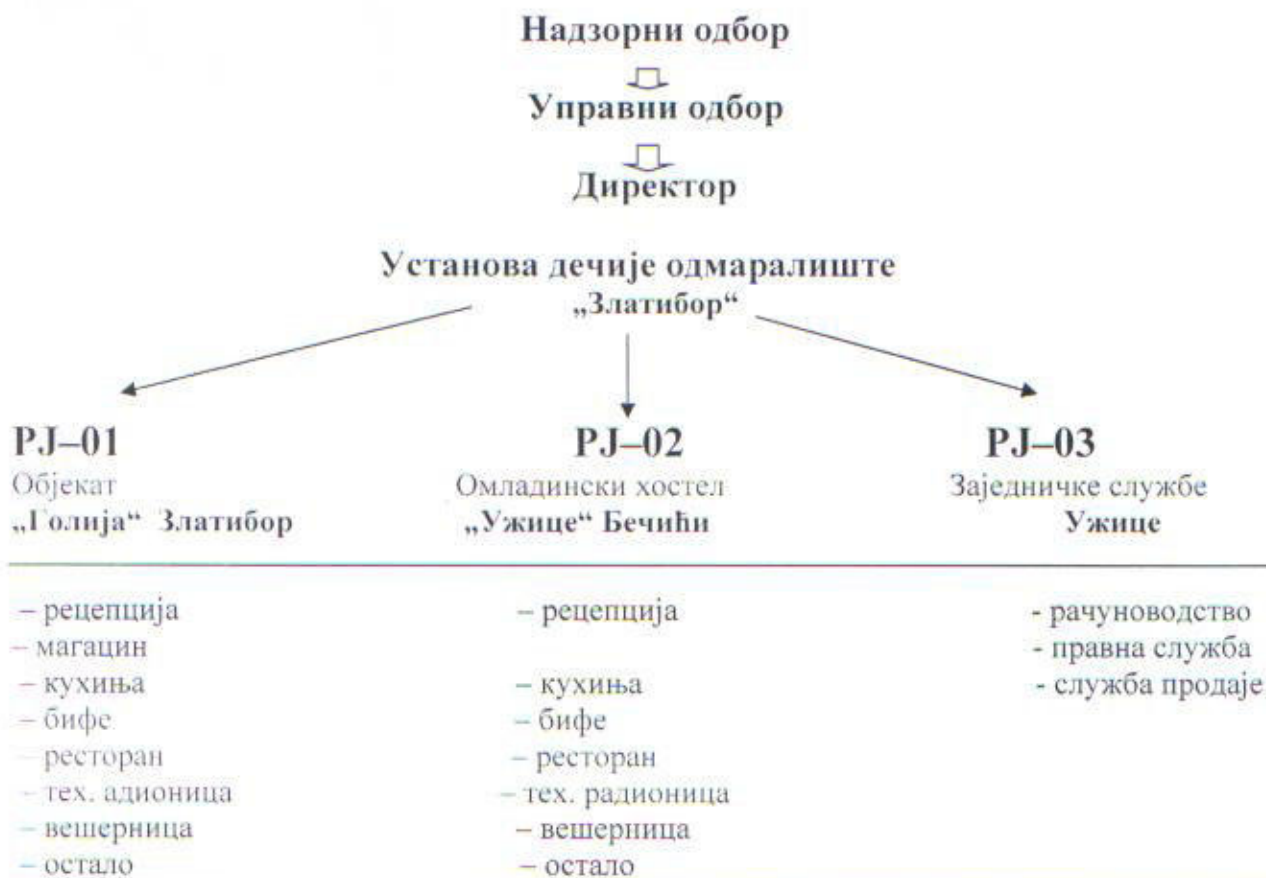 Надзорни одбор
Управни одбор
Директор
Установа дечије одмаралиште
„Златибор“
РЈ–01
Објекат
„Голија“ Златибор
РЈ–02
Омладински хостел
„Ужице“ Бечићи
РЈ–03
Заједничке службе
Ужице
– рецепција
– магацин
– кухиња
– бифе
– ресторан
– тех. адионица
– вешерница
– остало
– рецепција
– кухиња
– бифе
– ресторан
– тех. радионица
– вешерница
– остало
- рачуноводство
- правна служба
- служба продаје